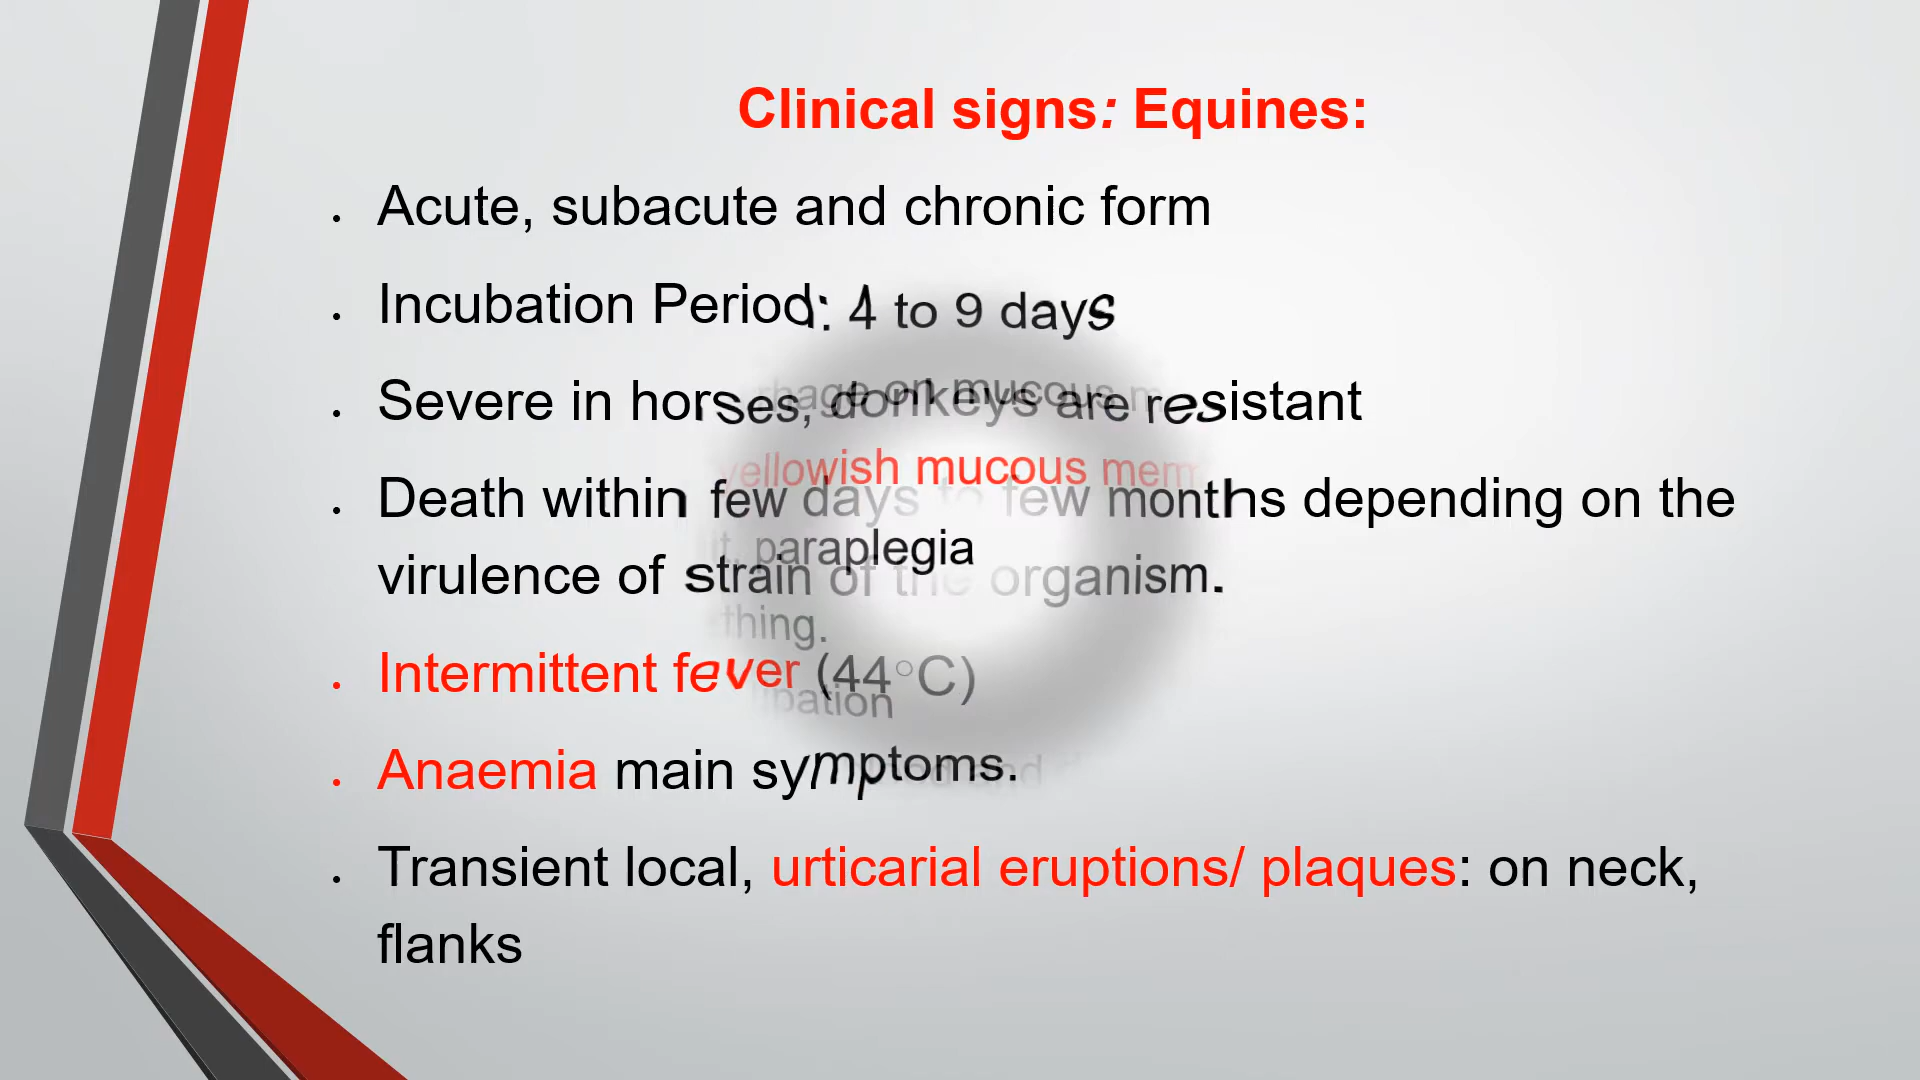 Clinical signs: Equines:
• Acute, subacute and chronic form
• Incubation Period: 4 to 9 days
• Severe in horses, donkeys are resistant
mucous
yellowish mucous
• Death within few days to few months depending on the
paraplegia
virulence of strain of the organism.
• Intermittent fever (44°C)
• Anaemia main symptoms.
and
• Transient local, urticarial eruptions/ plaques: on neck,
flanks